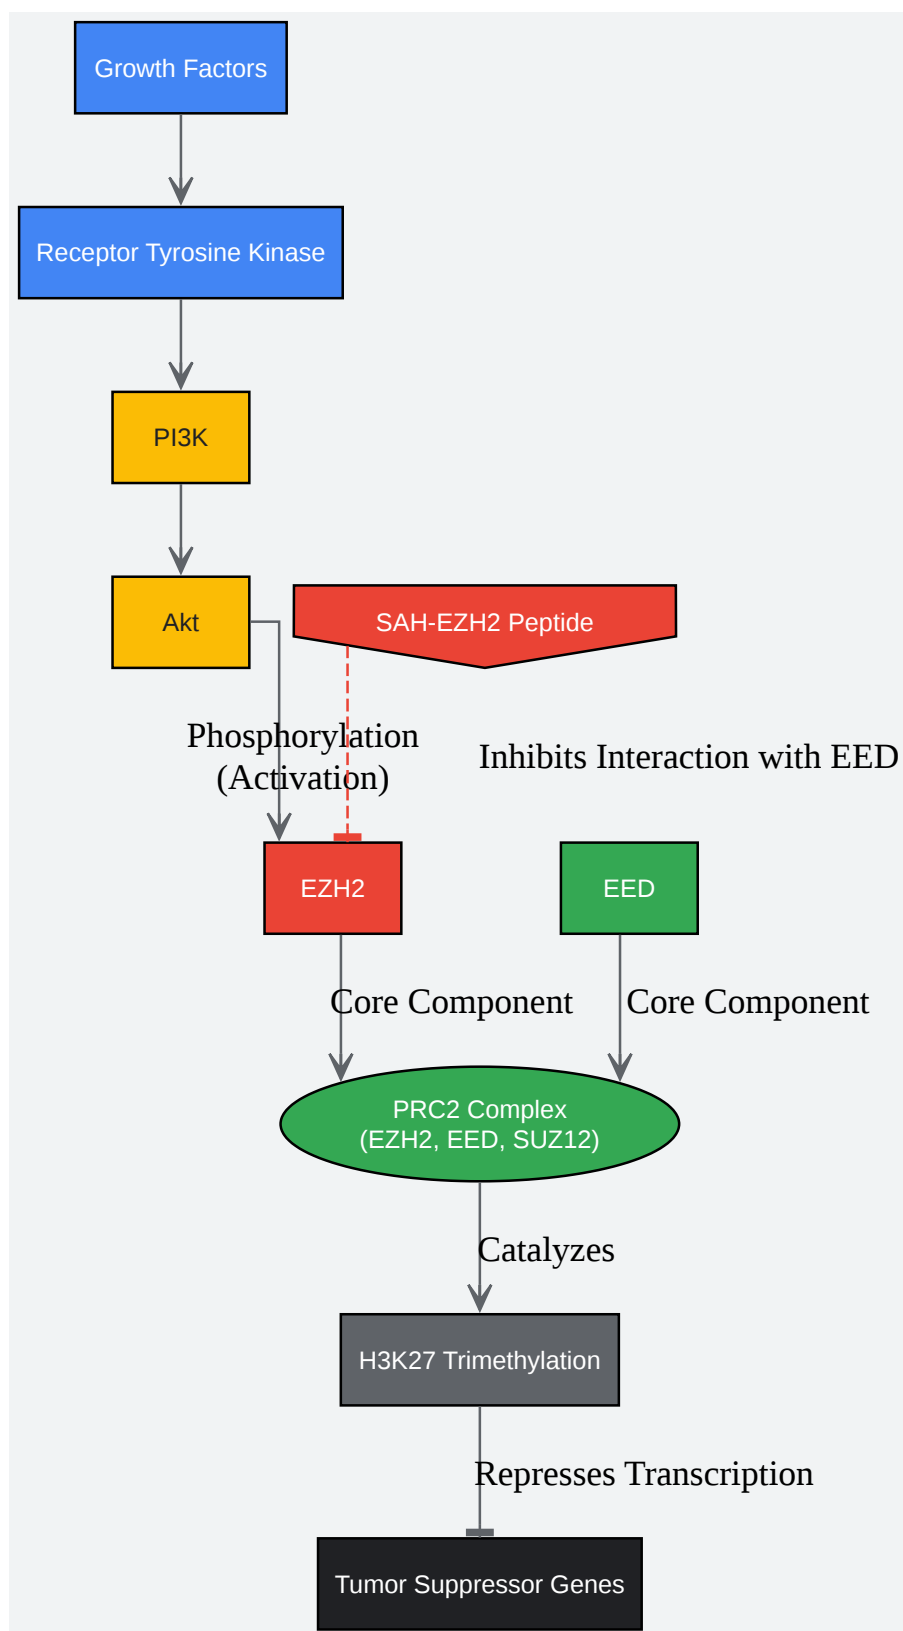 Growth Factors
Receptor Tyrosine Kinase
PI3K
Akt
SAH-EZH2 Peptide
Phosphorylation
(Activation)
Inhibits Interaction with EED
EZH2
EED
Core Component
Core Component
PRC2 Complex
(EZH2, EED, SUZ12)
Catalyzes
H3K27 Trimethylation
Represses Transcription
Tumor Suppressor Genes